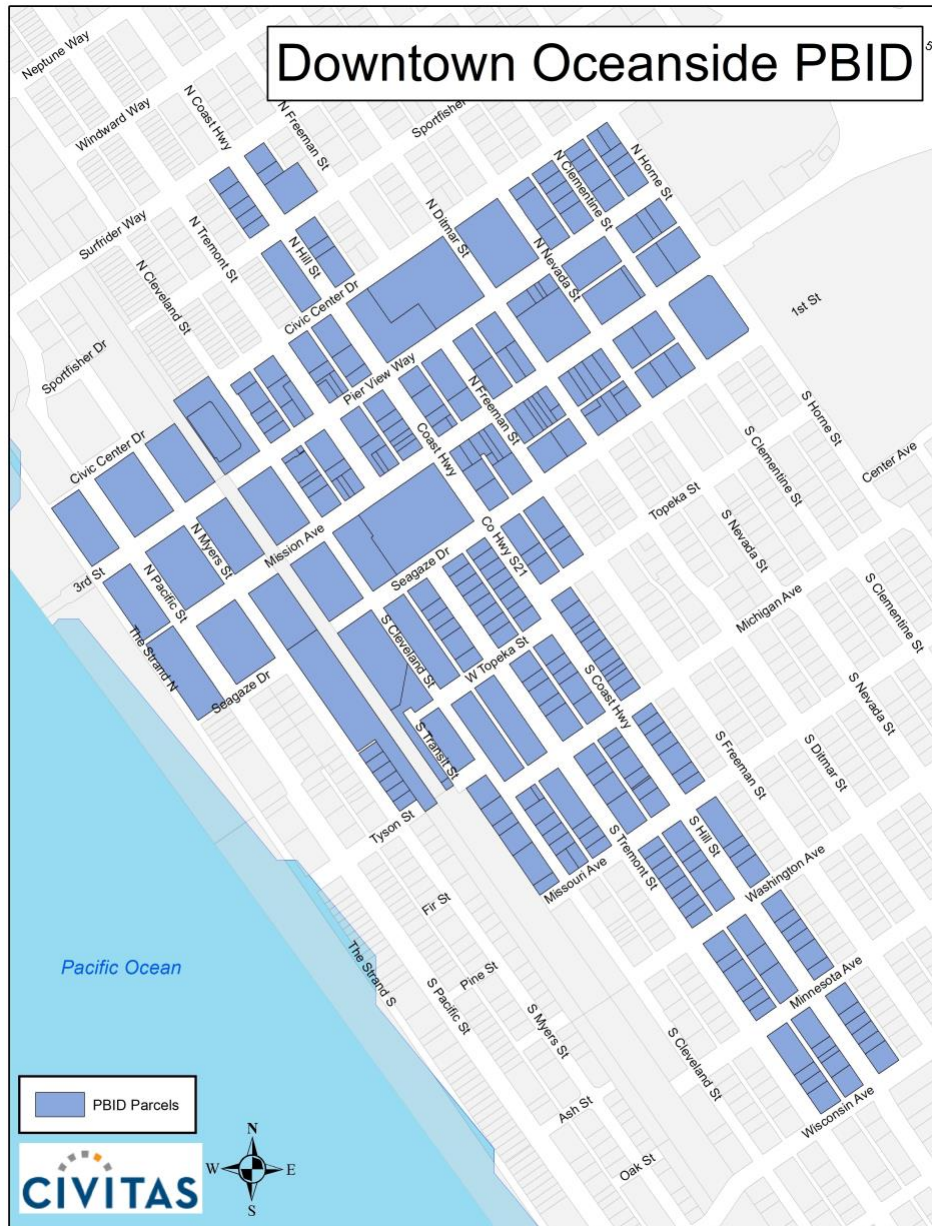 Downtown Oceanside PBID
5
Neptune Way
Windward Way
N Coast Hwy
N Freeman St
Sportfisher
Surfrider Way
N Tremont St
N Hill St
N Cleveland St
N Ditmar St
N Clementine St
N Horne St
N Nevada St
Civic Center Dr
1st St
Sportfisher Dr
Pier View Way
N Freeman St
Coast Hwy
S Horne St
Civic Center Dr
S Clementine St
Center Ave
Topeka St
N Myers St
Mission Ave
Co Hwy S21
Seagaze Dr
S Nevada St
3rd St
N Pacific St
Michigan Ave
S Clementine St
The Strand N
S Cleveland St
W Topeka St
Seagaze Dr
S Coast Hwy
S Nevada St
S Transit St
S Freeman St
S Ditmar St
Tyson St
S Hill St
S Tremont St
Missouri Ave
Washington Ave
Fir St
Pacific Ocean
The Strand S
Pine St
S Pacific St
Minnesota Ave
S Myers St
S Cleveland St
Ash St
Wisconsin Ave
Oak St
PBID Parcels
CIVITAS
N
W
E
S